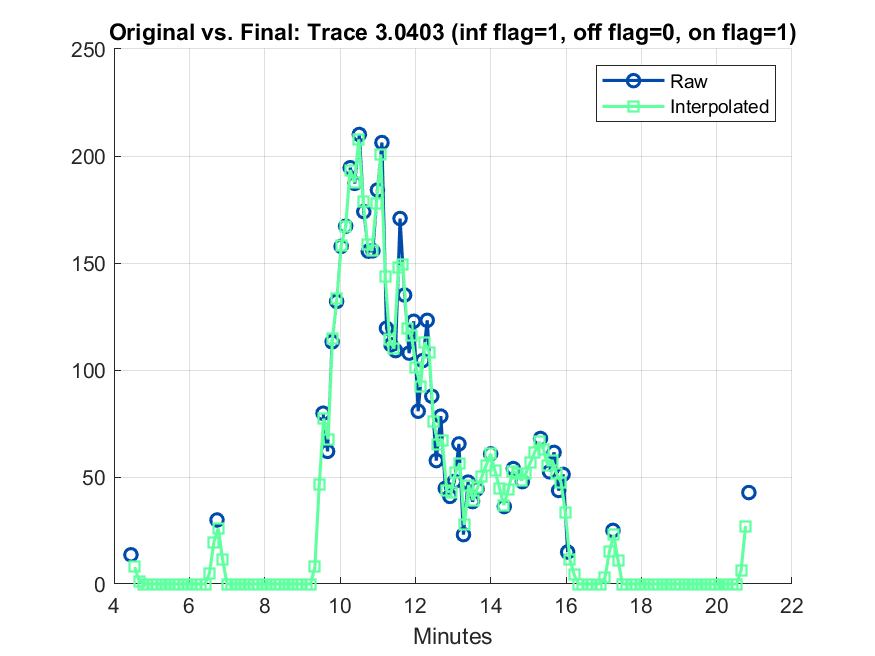 Original vs. Final: Trace 3.0403 (inf flag=1, off flag=0, on flag=1)
250
200
150
100
50
0
Raw
Interpolated
4 6 8 10 12 14 16 18 20 22
Minutes